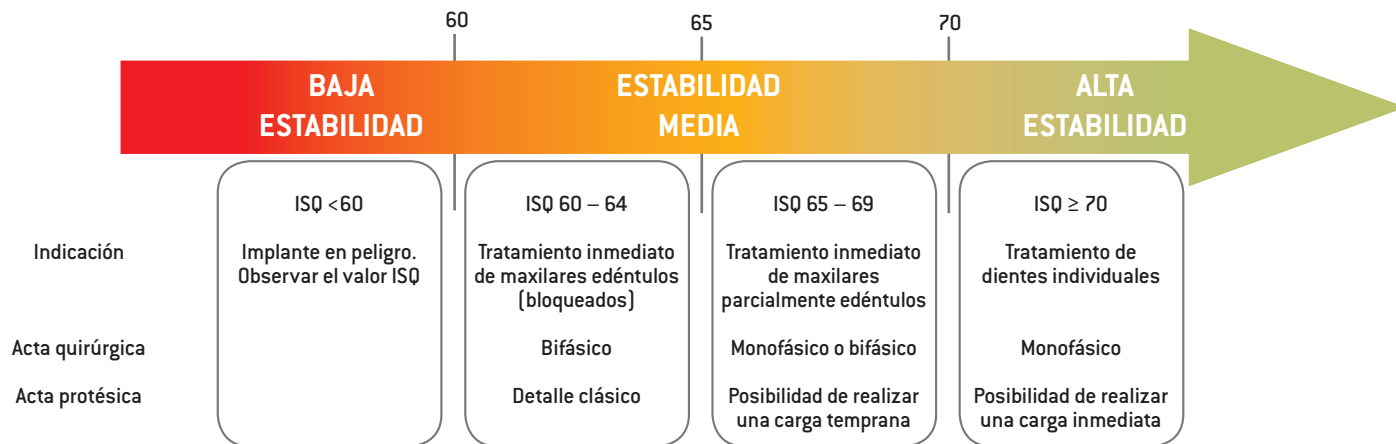 60
65
70
BAJA
ESTABILIDAD
ESTABILIDAD
MEDIA
ALTA
ESTABILIDAD
ISQ <60
ISQ 60 – 64
ISQ 65 – 69
ISQ ≥ 70
Indicación
Implante en peligro.
Observar el valor ISQ
Tratamiento inmediato
de maxilares edéntulos
(bloqueados)
Tratamiento inmediato
de maxilares
parcialmente edéntulos
Tratamiento de
dientes individuales
Acta quirúrgica
Bifásico
Monofásico o bifásico
Monofásico
Acta protésica
Detalle clásico
Posibilidad de realizar
una carga temprana
Posibilidad de realizar
una carga inmediata